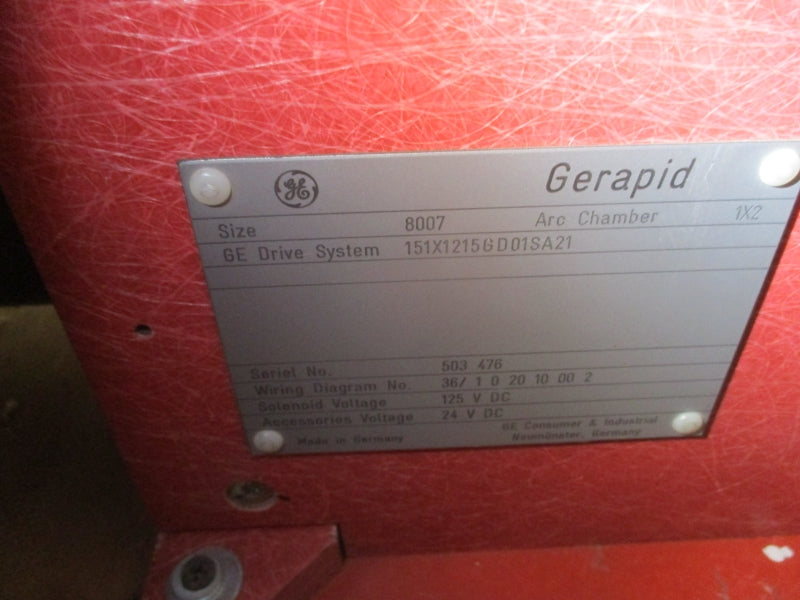 GE Gerapid
Size 8007 Arc Chamber 1X2
GE Drive System 151X1215GD01SA21
Seriel No. 503 476
Wiring Diagram No. 36/ 1 0 20 10 00 2
Solenoid Voltage 125 V DC
Accessories Voltage 24 V DC
GE Consumer & Industrial
Made in Germany Neumünster, Germany